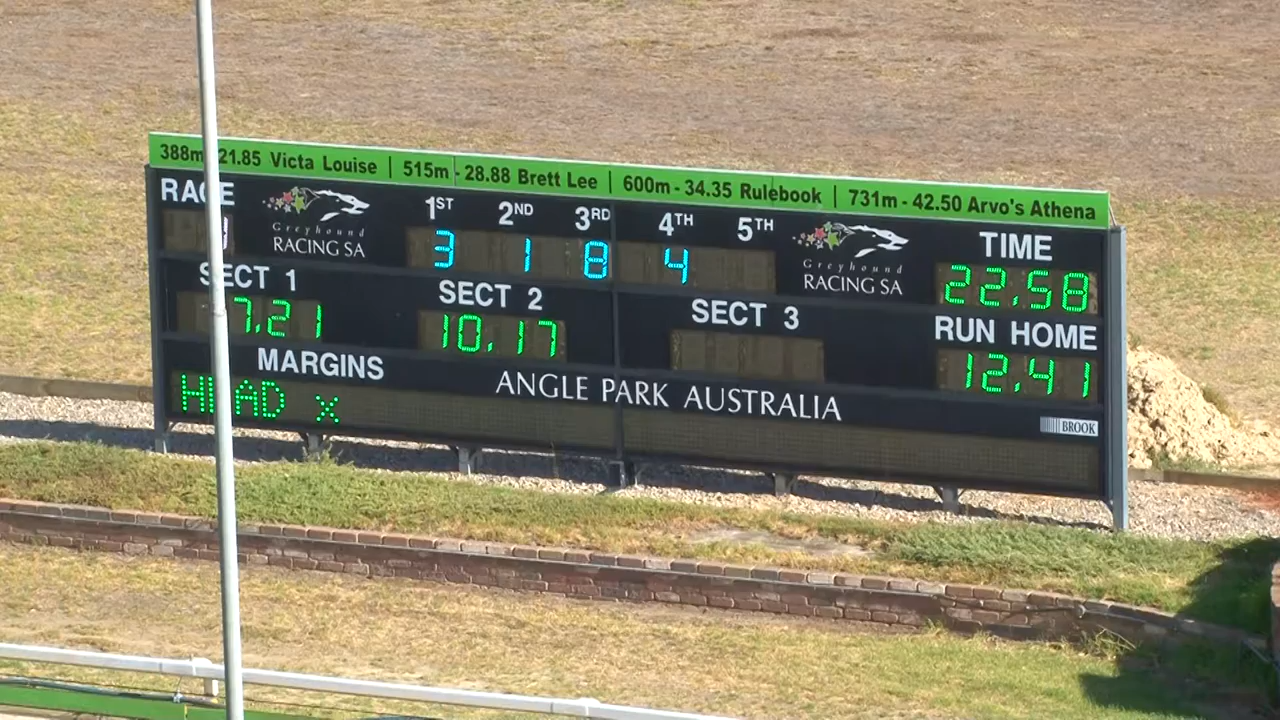 388m 21.85 Victa Louise | 515m - 28.88 Brett Lee | 600m - 34.35 Rulebook | 731m - 42.50 Arvo's Athena
RACE
Greyhound
RACING SA
1ST 2ND 3RD 4TH 5TH
3 1 8 4
Greyhound
RACING SA
TIME
22.58
SECT 1
7.21
SECT 2
10.17
SECT 3
RUN HOME
12.41
MARGINS
HEAD x
ANGLE PARK AUSTRALIA
BROOK